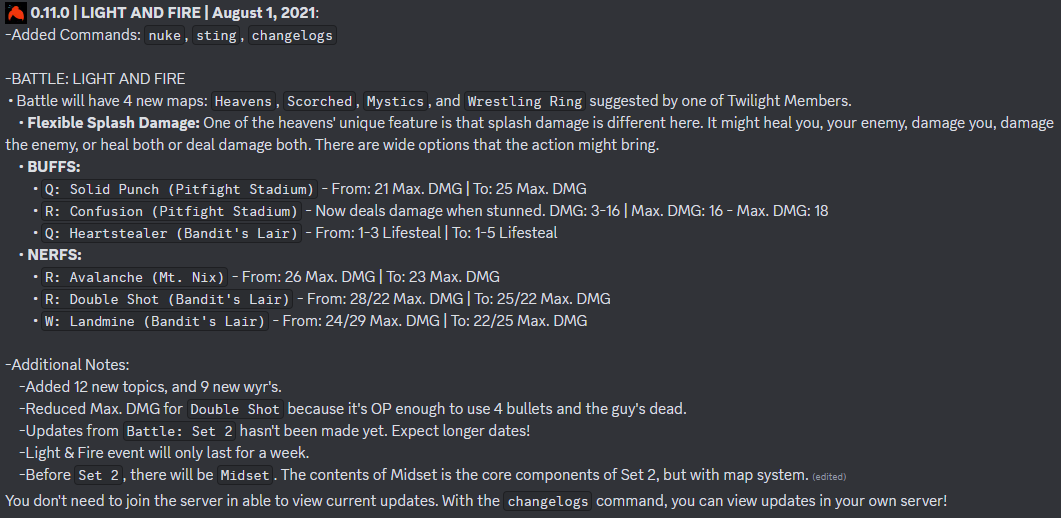 0.11.0 | LIGHT AND FIRE | August 1, 2021:
-Added Commands: nuke, sting, changelogs
-BATTLE: LIGHT AND FIRE
• Battle will have 4 new maps: Heavens, Scorched, Mystics, and Wrestling Ring suggested by one of Twilight Members.
• Flexible Splash Damage: One of the heavens' unique feature is that splash damage is different here. It might heal you, your enemy, damage you, damage
the enemy, or heal both or deal damage both. There are wide options that the action might bring.
• BUFFS:
• Q: Solid Punch (Pitfight Stadium) - From: 21 Max. DMG | To: 25 Max. DMG
• R: Confusion (Pitfight Stadium) - Now deals damage when stunned. DMG: 3-16 | Max. DMG: 16 - Max. DMG: 18
• Q: Heartstealer (Bandit's Lair) - From: 1-3 Lifesteal | To: 1-5 Lifesteal
• NERFS:
• R: Avalanche (Mt. Nix) - From: 26 Max. DMG | To: 23 Max. DMG
• R: Double Shot (Bandit's Lair) - From: 28/22 Max. DMG | To: 25/22 Max. DMG
• W: Landmine (Bandit's Lair) - From: 24/29 Max. DMG | To: 22/25 Max. DMG
-Additional Notes:
-Added 12 new topics, and 9 new wyr's.
-Reduced Max. DMG for Double Shot because it's OP enough to use 4 bullets and the guy's dead.
-Updates from Battle: Set 2 hasn't been made yet. Expect longer dates!
-Light & Fire event will only last for a week.
-Before Set 2, there will be Midset. The contents of Midset is the core components of Set 2, but with map system. (edited)
You don't need to join the server in able to view current updates. With the changelogs command, you can view updates in your own server!